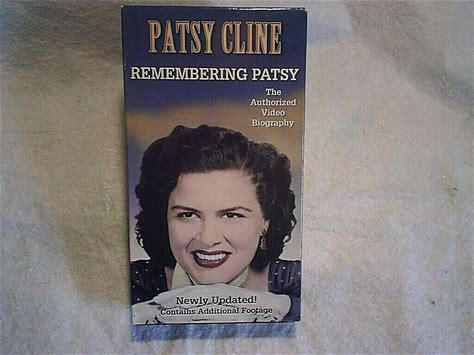 PATSY CLINE
REMEMBERING PATSY
The
Authorized
Video
Biography
Newly Updated!
Contains Additional Footage